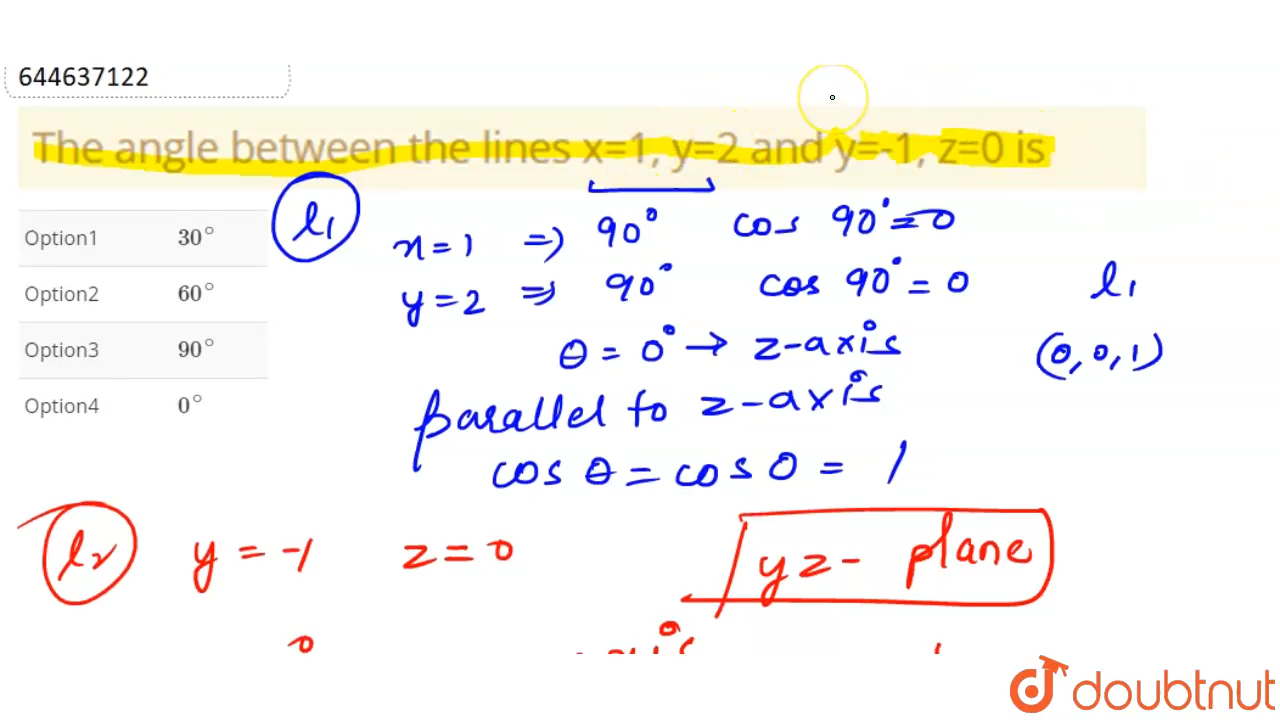 644637122
The angle between the lines x=1, y=2 and y=-1, z=0 is
Option1 30°
Option2 60°
Option3 90°
Option4 0°
l₁
x=1 => 90° cos 90°=0
y=2 => 90° cos 90°=0
θ=0° → z-axis
parallel to z-axis
cos θ = cos 0 = 1
l₁
(0,0,1)
l₂ y=-1 z=0 yz- plane
doubtnut